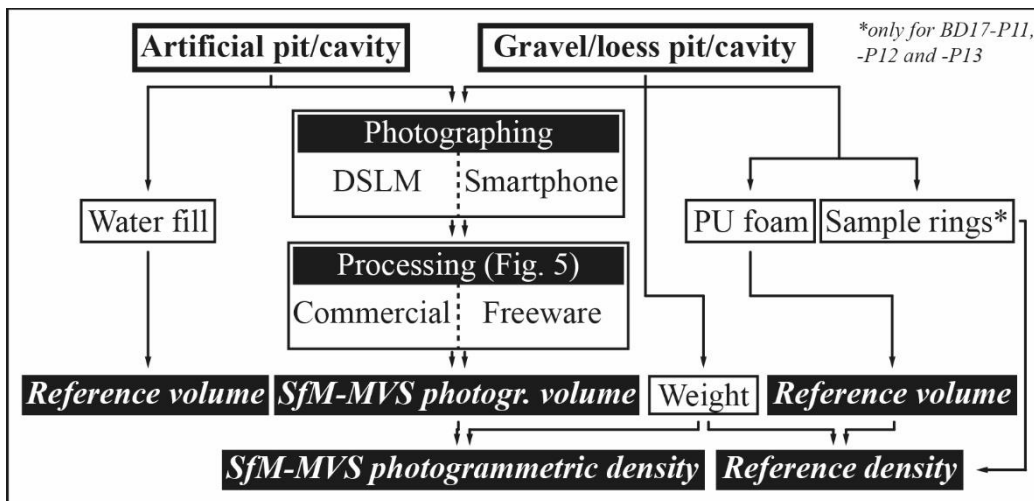 Artificial pit/cavity
Gravel/loess pit/cavity
*only for BD17-P11,
-P12 and -P13
Photographing
DSLM
Smartphone
Water fill
PU foam
Sample rings*
Processing (Fig. 5)
Commercial
Freeware
Reference volume
SfM-MVS photogr. volume
Weight
Reference volume
SfM-MVS photogrammetric density
Reference density